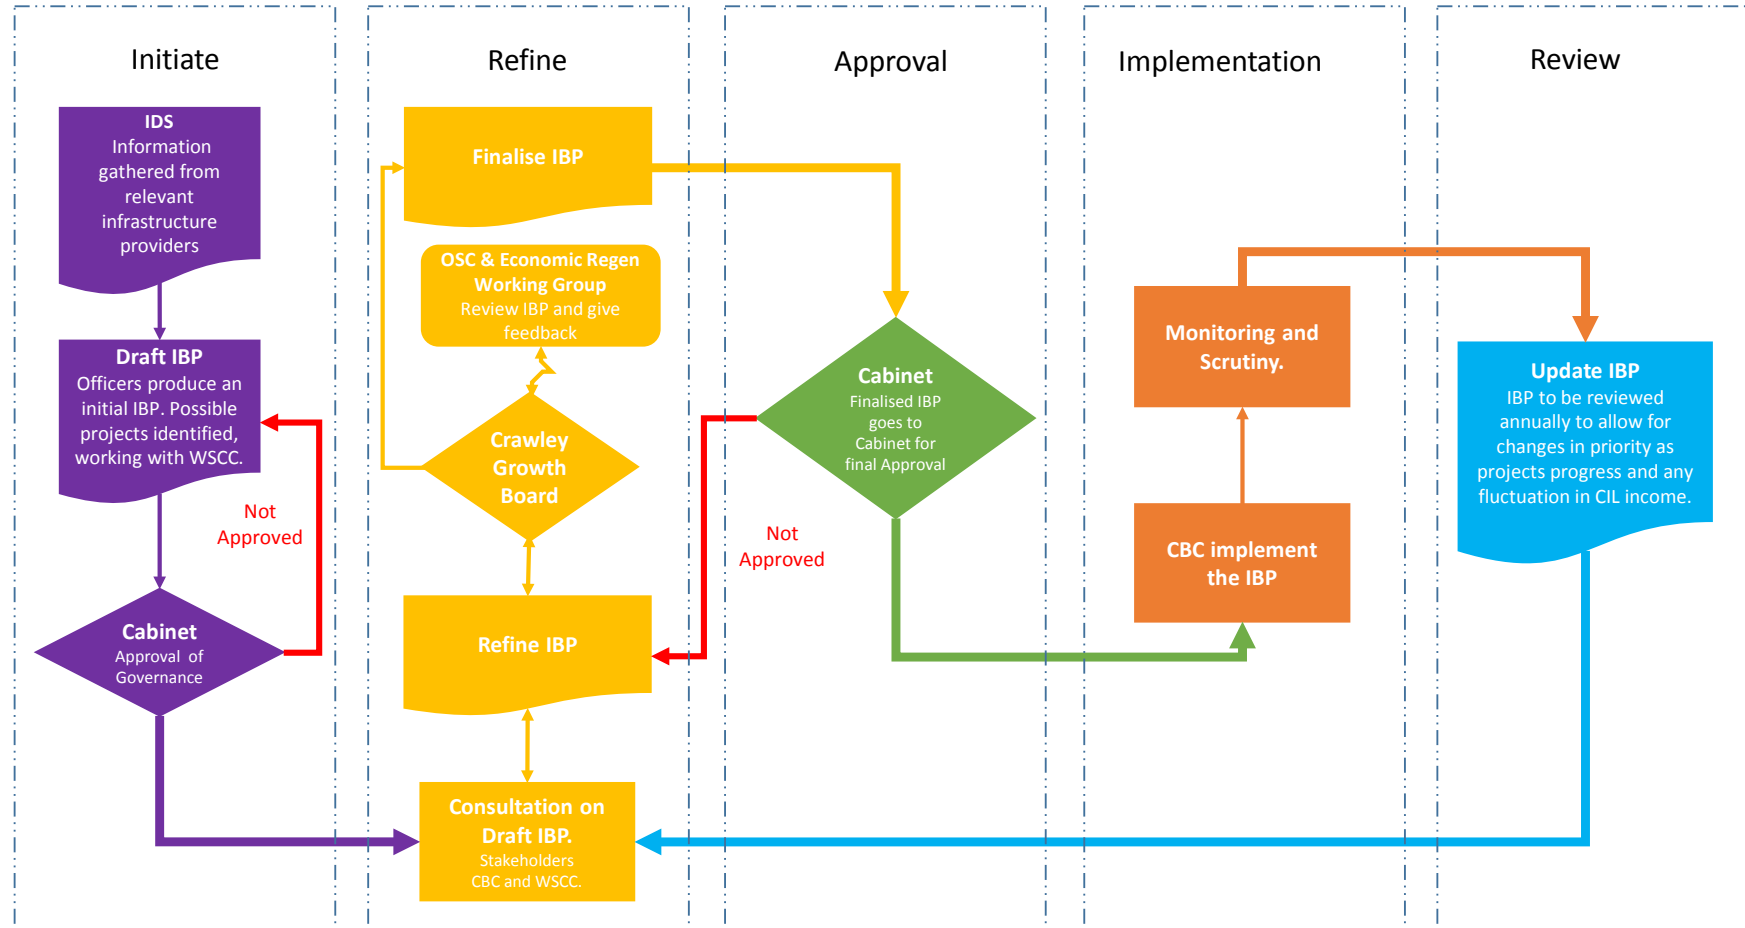 Initiate
IDS
Information
gathered from
relevant
infrastructure
providers
Draft IBP
Officers produce an
initial IBP. Possible
projects identified,
working with WSCC.
Not
Approved
Cabinet
Approval of
Governance
Refine
Finalise IBP
OSC & Economic Regen
Working Group
Review IBP and give
feedback
Crawley
Growth
Board
Refine IBP
Consultation on
Draft IBP.
Stakeholders
CBC and WSCC.
Approval
Cabinet
Finalised IBP
goes to
Cabinet for
final Approval
Not
Approved
Implementation
Monitoring and
Scrutiny.
CBC implement
the IBP
Review
Update IBP
IBP to be reviewed
annually to allow for
changes in priority as
projects progress and any
fluctuation in CIL income.